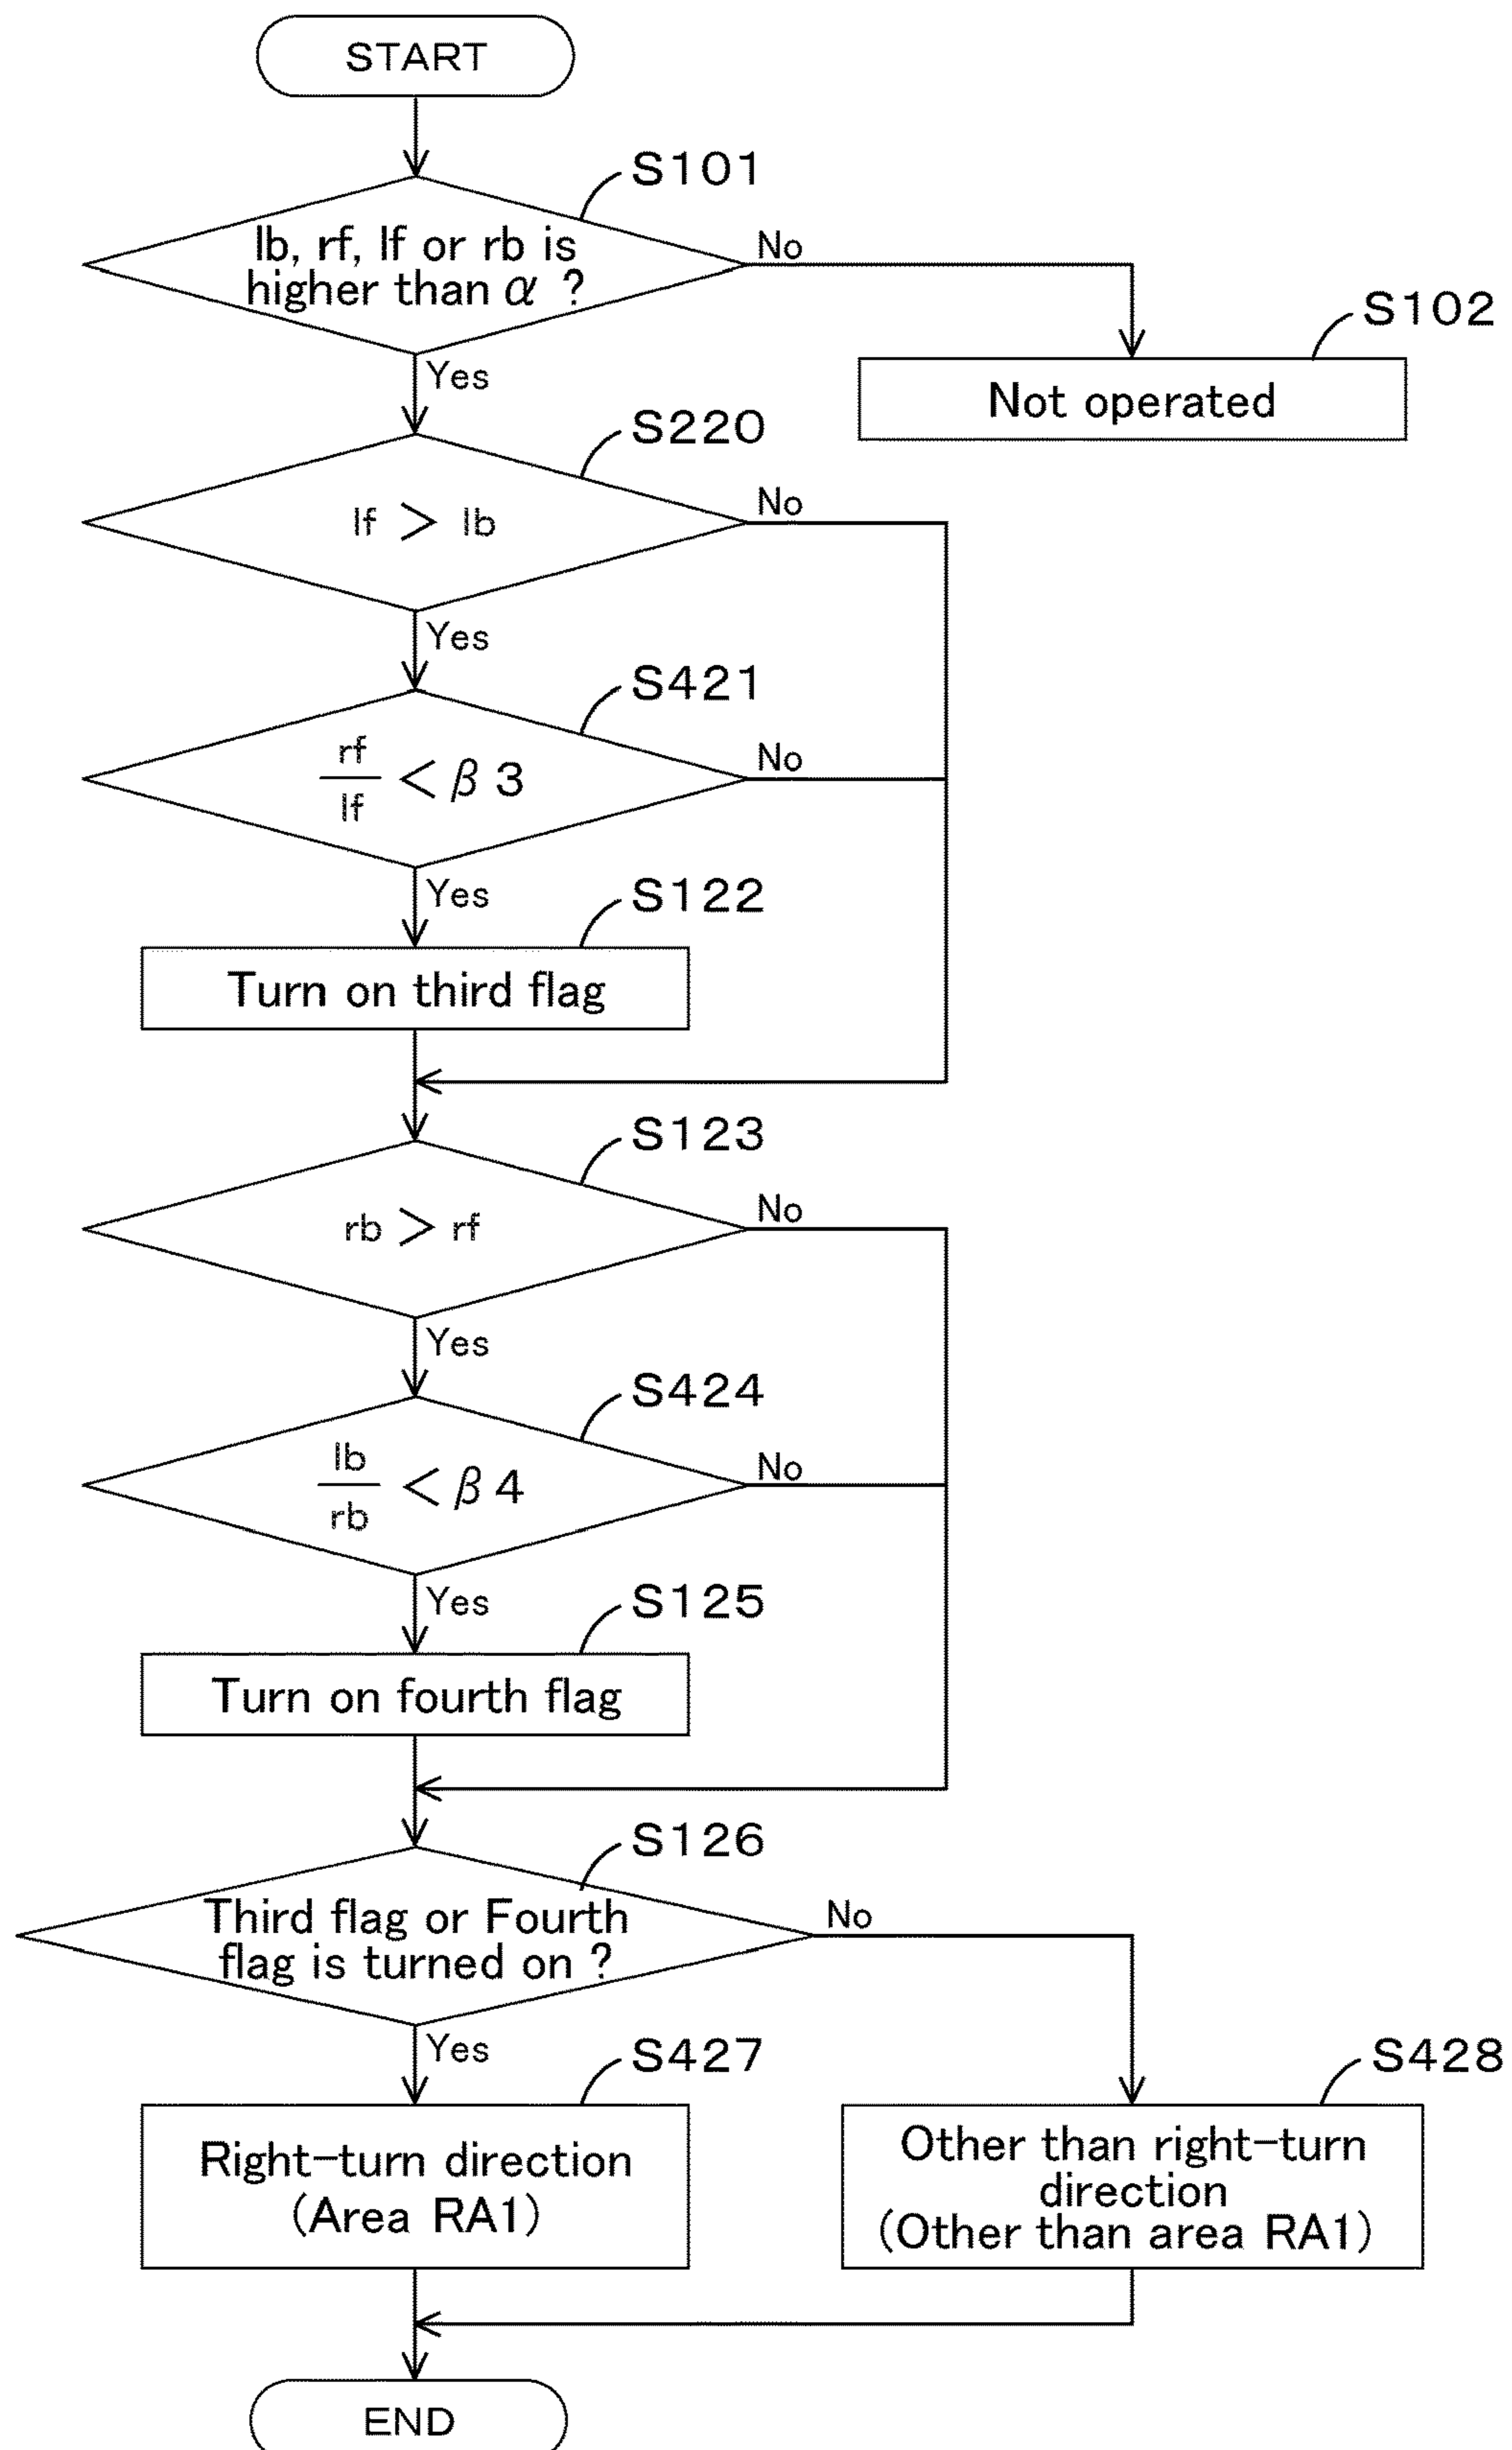 START
S101
lb, rf, lf or rb is
higher than α ?
No
S102
Not operated
Yes
S220
lf > lb
No
Yes
S421
rf
lf
< β 3
No
Yes
S122
Turn on third flag
S123
rb > rf
No
Yes
S424
lb
rb
< β 4
No
Yes
S125
Turn on fourth flag
S126
Third flag or Fourth
flag is turned on ?
No
Yes
S427
Right-turn direction
(Area RA1)
S428
Other than right-turn
direction
(Other than area RA1)
END